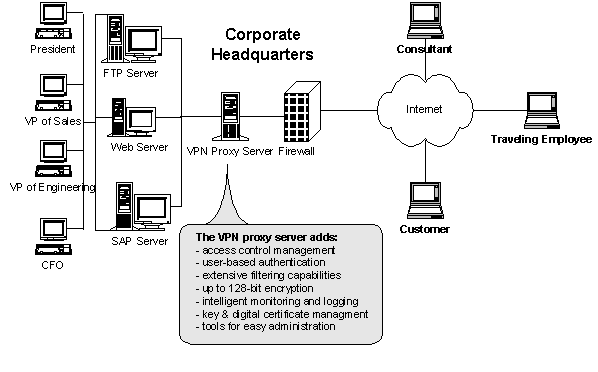 Corporate
Headquarters
President
FTP Server
Consultant
VP of Sales
Web Server
VPN Proxy Server
Firewall
Internet
Traveling Employee
VP of Engineering
SAP Server
Customer
CFO
The VPN proxy server adds:
- access control management
- user-based authentication
- extensive filtering capabilities
- up to 128-bit encryption
- intelligent monitoring and logging
- key & digital certificate managment
- tools for easy administration